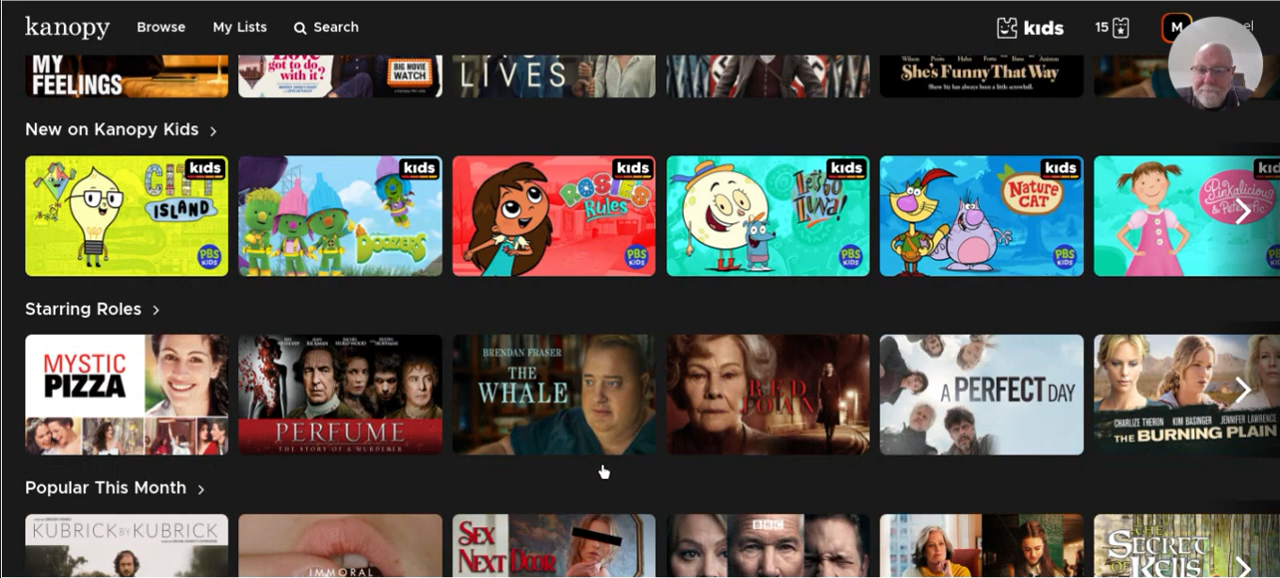 kanopy Browse My Lists Search kids 15 M el
MY
FEELINGS
got to do
with it?
BIG MOVIE
WATCH
LIVES
She's Funny That Way
New on Kanopy Kids >
CITY
ISLAND
kids
PBS
KIDS
kids
DOOZERS
kids
ROSIE'S
Rules
PBS
KIDS
kids
Let's Go
Luna!
PBS
KIDS
kids
NATURE
CAT
PBS
KIDS
kid
Pinkalicious
& Peterrific
Starring Roles >
MYSTIC
PIZZA
PERFUME
THE STORY OF A MURDERER
BRENDAN FRASER
THE
WHALE
RED
JOAN
A PERFECT DAY
CHARLIZE THERON KIM BASINGER JENNIFER LAWRENCE
THE BURNING PLAIN
Popular This Month >
KUBRICK BY KUBRICK
IMMORAL
SEX
NEXT DOOR
BBC
THE
SECRET
OF KELLS